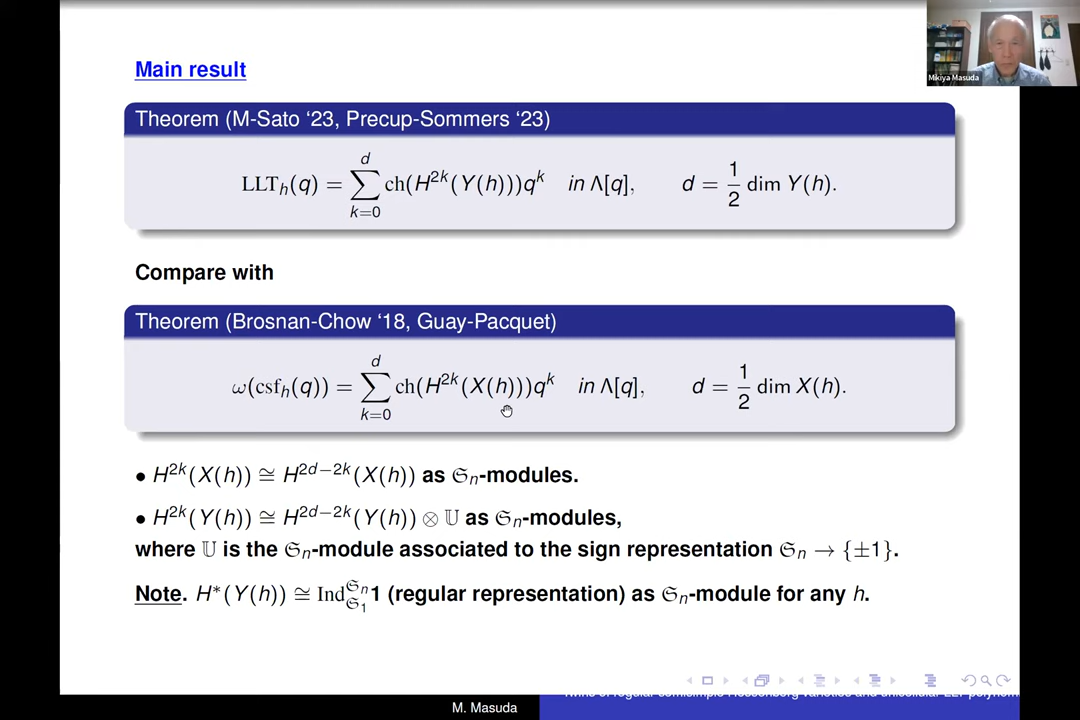 Mikiya Masuda
Main result
Theorem (M-Sato ‘23, Precup-Sommers ‘23)
LLT_h(q) = ∑_{k=0}^{d} ch(H^{2k}(Y(h)))q^k in Λ[q], d = 1/2 dim Y(h).
Compare with
Theorem (Brosnan-Chow ‘18, Guay-Pacquet)
ω(csf_h(q)) = ∑_{k=0}^{d} ch(H^{2k}(X(h)))q^k in Λ[q], d = 1/2 dim X(h).
• H^{2k}(X(h)) ≅ H^{2d−2k}(X(h)) as 𝔖_n-modules.
• H^{2k}(Y(h)) ≅ H^{2d−2k}(Y(h)) ⊗ 𝕌 as 𝔖_n-modules,
where 𝕌 is the 𝔖_n-module associated to the sign representation 𝔖_n → {±1}.
Note. H*(Y(h)) ≅ Ind_{𝔖_1}^{𝔖_n} 1 (regular representation) as 𝔖_n-module for any h.
M. Masuda